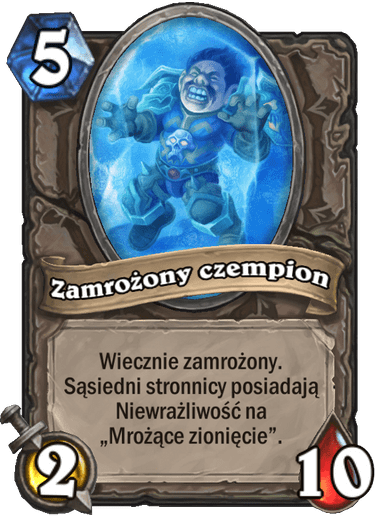 5
Zamrożony czempion
Wiecznie zamrożony.
Sąsiedni stronnicy posiadają
Niewrażliwość na
„Mrożące zionięcie”.
2
10